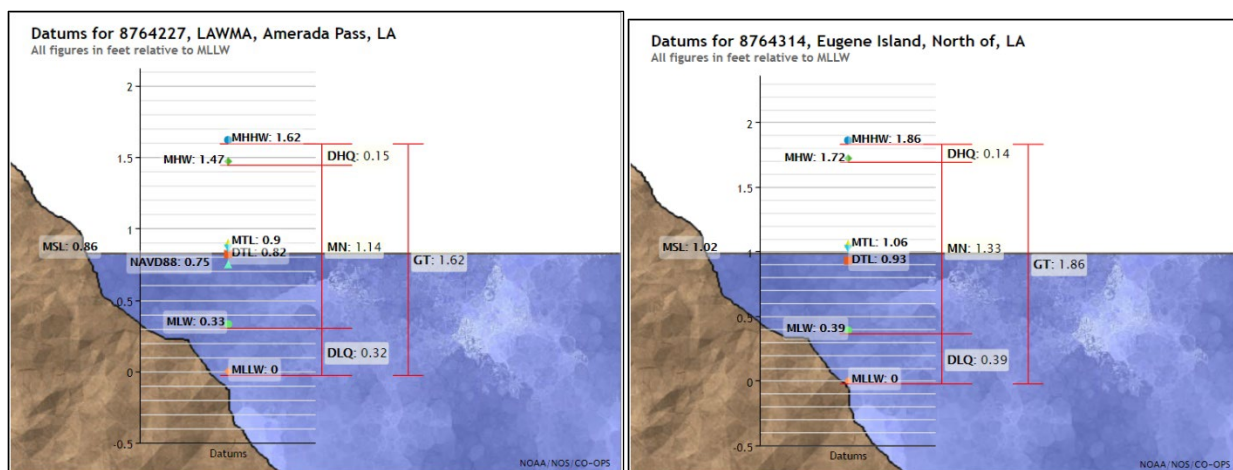 Datums for 8764227, LAWMA, Amerada Pass, LA
All figures in feet relative to MLLW
2
MHHW: 1.62
1.5
MHW: 1.47
DHQ: 0.15
1
MTL: 0.9
MSL: 0.86
DTL: 0.82
MN: 1.14
NAVD88: 0.75
GT: 1.62
0.5
MLW: 0.33
DLQ: 0.32
0
MLLW: 0
-0.5
Datums
NOAA/NOS/CO-OPS
Datums for 8764314, Eugene Island, North of, LA
All figures in feet relative to MLLW
2
MHHW: 1.86
MHW: 1.72
DHQ: 0.14
1.5
MTL: 1.06
MSL: 1.02
MN: 1.33
1
DTL: 0.93
GT: 1.86
0.5
MLW: 0.39
DLQ: 0.39
0
MLLW: 0
-0.5
Datums
NOAA/NOS/CO-OPS